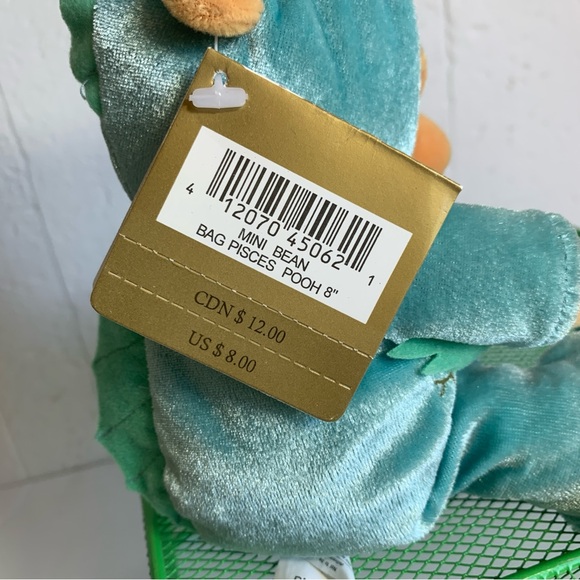 4 12070 45062 1
MINI BEAN
BAG PISCES POOH 8"
CDN $ 12.00
US $ 8.00